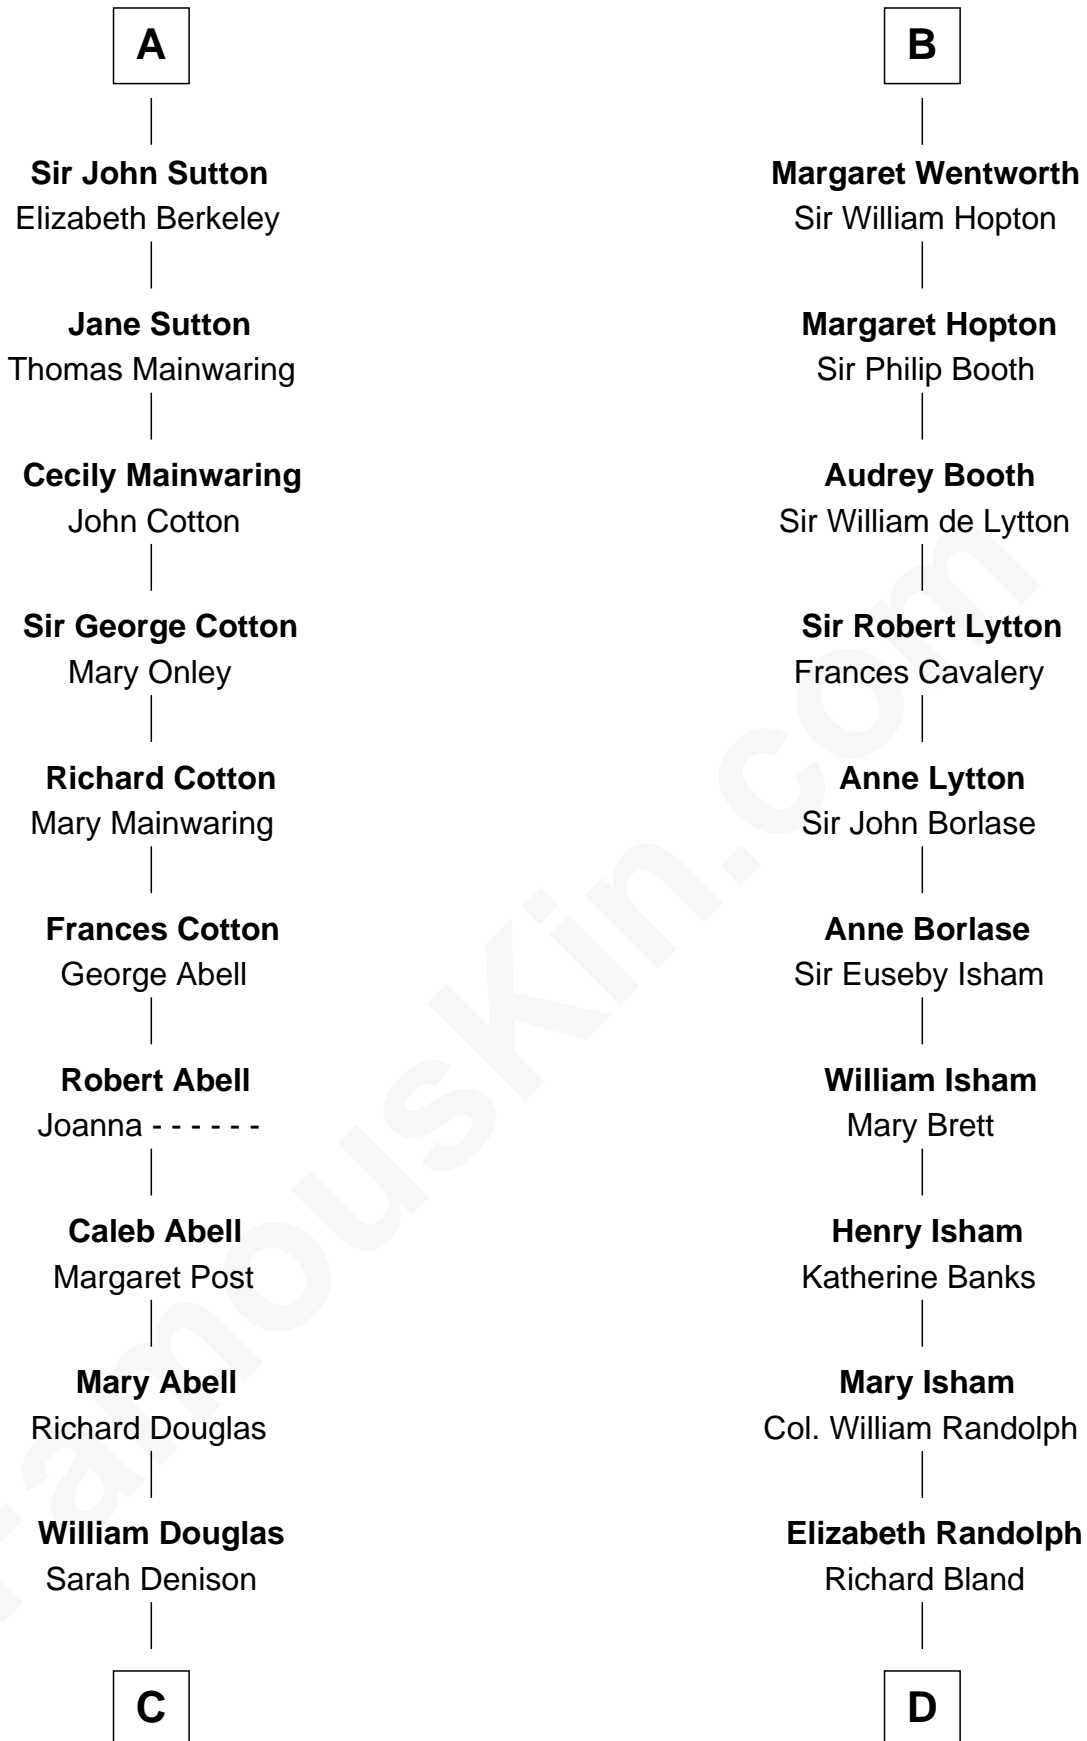 A
Sir John Sutton
Elizabeth Berkeley
Jane Sutton
Thomas Mainwaring
Cecily Mainwaring
John Cotton
Sir George Cotton
Mary Onley
Richard Cotton
Mary Mainwaring
Frances Cotton
George Abell
Robert Abell
Joanna - - - - - -
Caleb Abell
Margaret Post
Mary Abell
Richard Douglas
William Douglas
Sarah Denison
C
B
Margaret Wentworth
Sir William Hopton
Margaret Hopton
Sir Philip Booth
Audrey Booth
Sir William de Lytton
Sir Robert Lytton
Frances Cavalery
Anne Lytton
Sir John Borlase
Anne Borlase
Sir Euseby Isham
William Isham
Mary Brett
Henry Isham
Katherine Banks
Mary Isham
Col. William Randolph
Elizabeth Randolph
Richard Bland
D
FamousKin.com